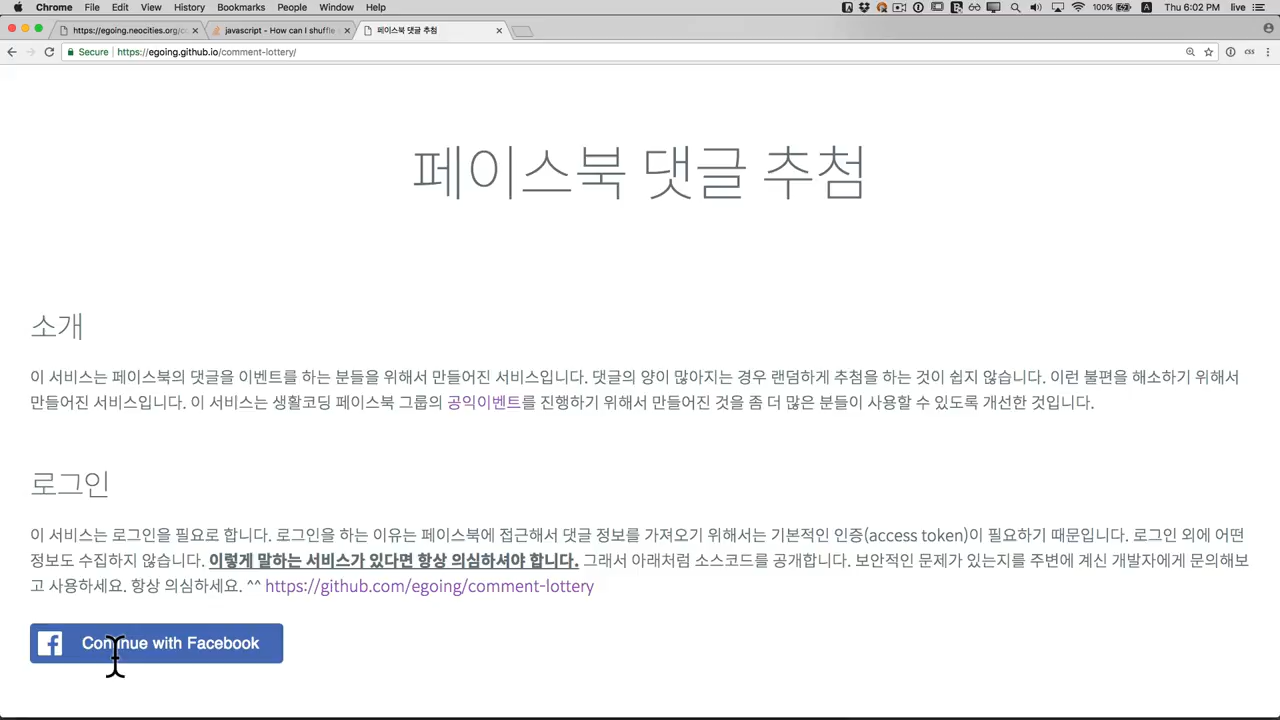 Chrome File Edit View History Bookmarks People Window Help 100% Thu 6:02 PM live
https://egoing.neocities.org/c javascript - How can I shuffle 페이스북 댓글 추첨
Secure https://egoing.github.io/comment-lottery/ css
페이스북 댓글 추첨
소개
이 서비스는 페이스북의 댓글을 이벤트를 하는 분들을 위해서 만들어진 서비스입니다. 댓글의 양이 많아지는 경우 랜덤하게 추첨을 하는 것이 쉽지 않습니다. 이런 불편을 해소하기 위해서
만들어진 서비스입니다. 이 서비스는 생활코딩 페이스북 그룹의 공익이벤트를 진행하기 위해서 만들어진 것을 좀 더 많은 분들이 사용할 수 있도록 개선한 것입니다.
로그인
이 서비스는 로그인을 필요로 합니다. 로그인을 하는 이유는 페이스북에 접근해서 댓글 정보를 가져오기 위해서는 기본적인 인증(access token)이 필요하기 때문입니다. 로그인 외에 어떤
정보도 수집하지 않습니다. 이렇게 말하는 서비스가 있다면 항상 의심하셔야 합니다. 그래서 아래처럼 소스코드를 공개합니다. 보안적인 문제가 있는지를 주변에 계신 개발자에게 문의해보
고 사용하세요. 항상 의심하세요. ^^ https://github.com/egoing/comment-lottery
Continue with Facebook